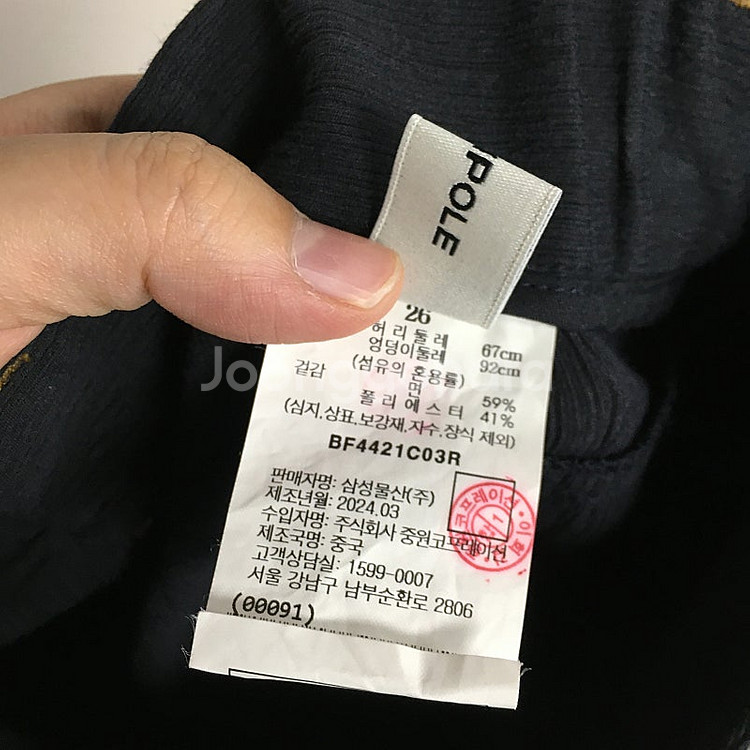 POLE
26
허리둘레 67cm
엉덩이둘레 92cm
(섬유의 혼용률)
겉감 면 59%
폴리에스터 41%
(심지,상표,보강재,자수,장식 제외)
BF4421C03R
판매자명: 삼성물산(주)
제조년월: 2024.03
수입자명: 주식회사 중원코프레이션
제조국명: 중국
고객상담실: 1599-0007
서울 강남구 남부순환로 2806
(00091)
코프레이션